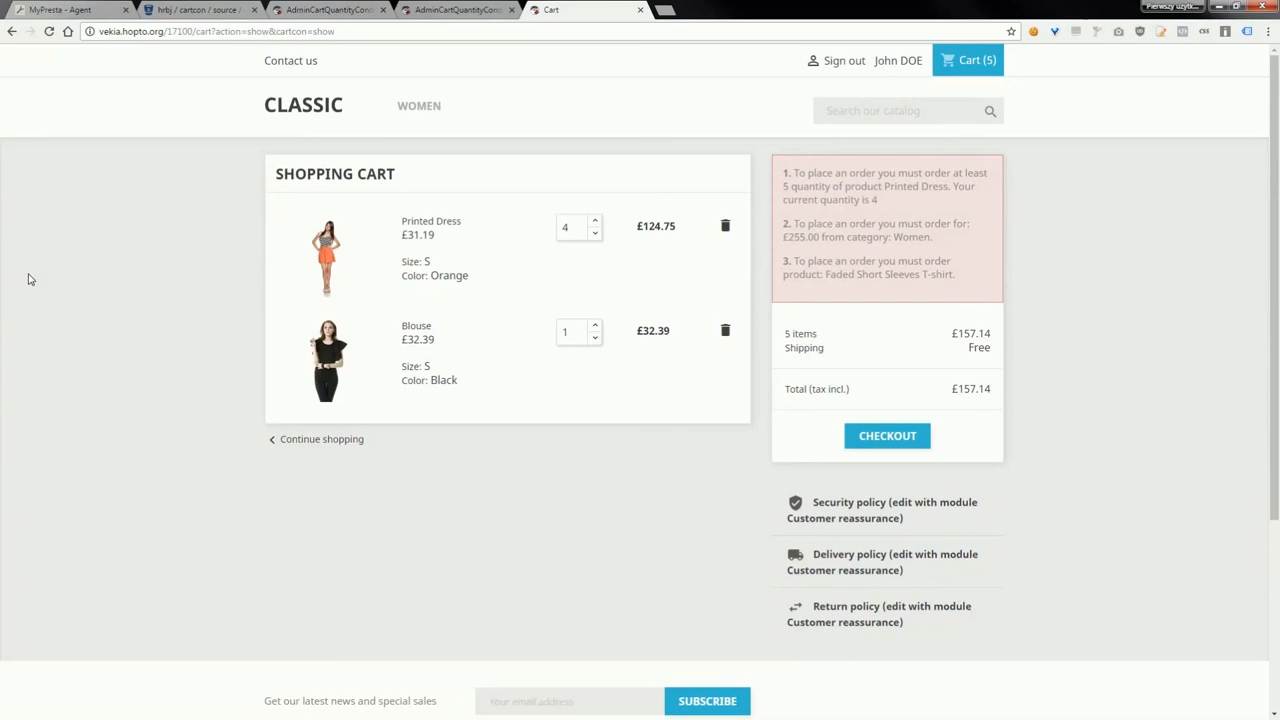 MyPresta - Agent
hrbj / cartcon / source /
AdminCartQuantityCond
AdminCartQuantityCon
Cart
Pierwszy użytk...
vekia.hopto.org/17100/cart?action=show&cartcon=show
Contact us
Sign out
John DOE
Cart (5)
CLASSIC
WOMEN
Search our catalog
SHOPPING CART
Printed Dress
£31.19
Size: S
Color: Orange
4
£124.75
Blouse
£32.39
Size: S
Color: Black
1
£32.39
Continue shopping
1. To place an order you must order at least
5 quantity of product Printed Dress. Your
current quantity is 4
2. To place an order you must order for:
£255.00 from category: Women.
3. To place an order you must order
product: Faded Short Sleeves T-shirt.
5 items £157.14
Shipping Free
Total (tax incl.) £157.14
CHECKOUT
Security policy (edit with module
Customer reassurance)
Delivery policy (edit with module
Customer reassurance)
Return policy (edit with module
Customer reassurance)
Get our latest news and special sales
Your email address
SUBSCRIBE